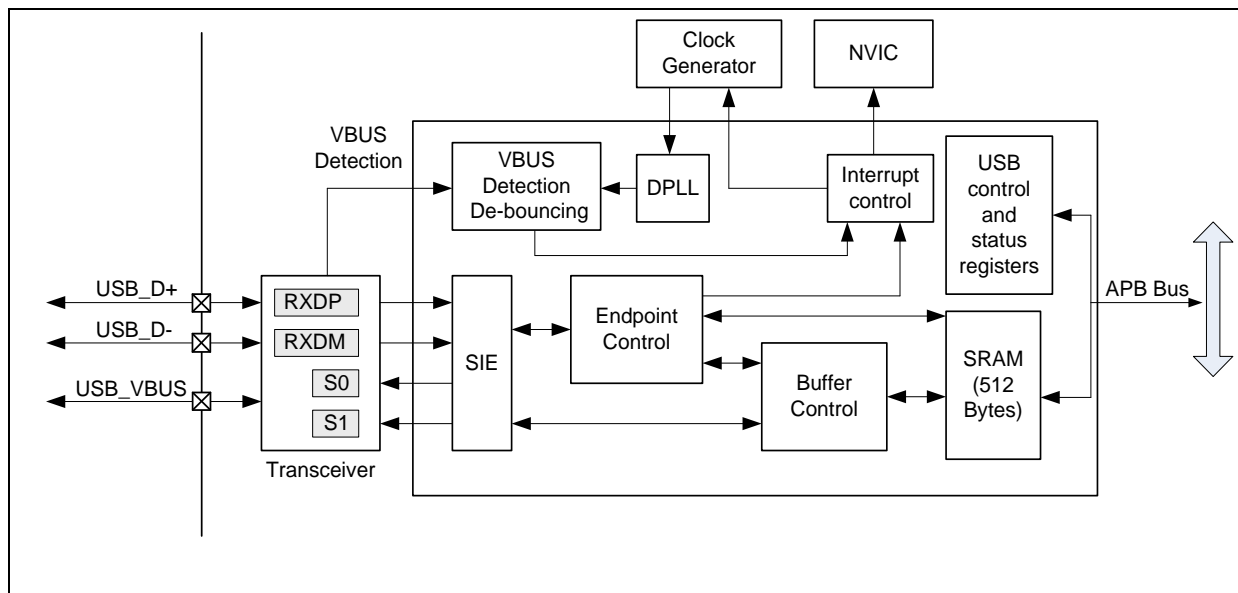 Clock
Generator
NVIC
VBUS
Detection
VBUS
Detection
De-bouncing
DPLL
Interrupt
control
USB
control
and
status
registers
USB_D+
USB_D-
USB_VBUS
RXDP
RXDM
S0
S1
Transceiver
SIE
Endpoint
Control
Buffer
Control
SRAM
(512
Bytes)
APB Bus